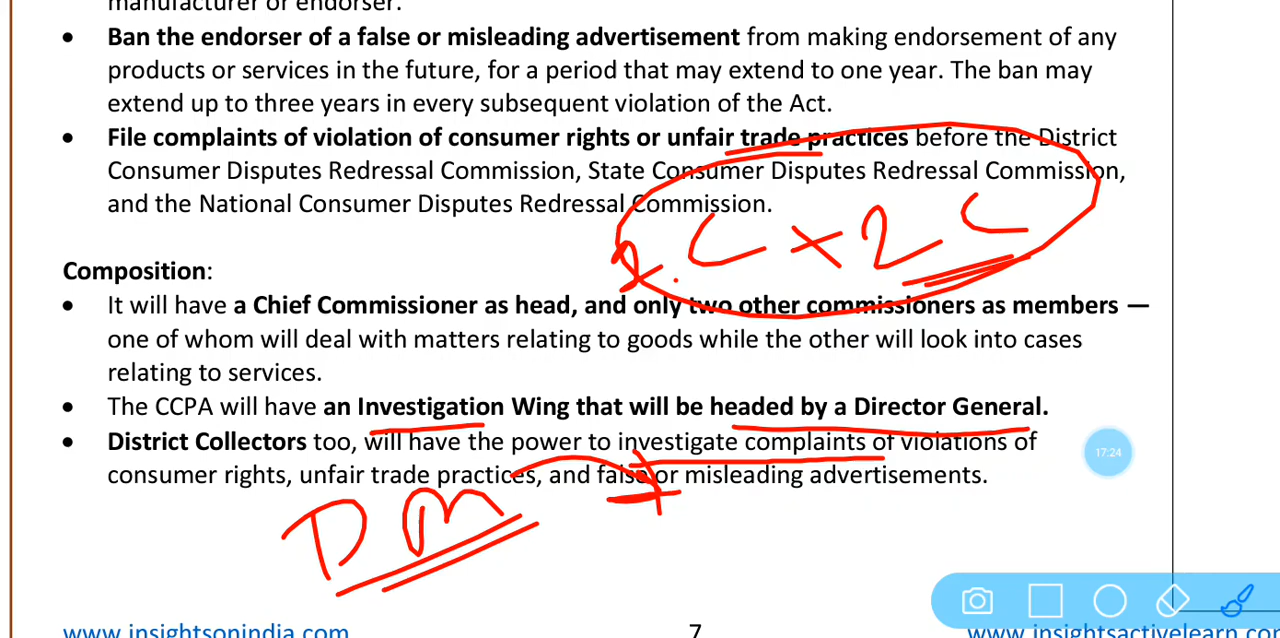 manufacturer or endorser.
• Ban the endorser of a false or misleading advertisement from making endorsement of any
products or services in the future, for a period that may extend to one year. The ban may
extend up to three years in every subsequent violation of the Act.
• File complaints of violation of consumer rights or unfair trade practices before the District
Consumer Disputes Redressal Commission, State Consumer Disputes Redressal Commission,
and the National Consumer Disputes Redressal Commission.
C × 2 C
Composition:
• It will have a Chief Commissioner as head, and only two other commissioners as members —
one of whom will deal with matters relating to goods while the other will look into cases
relating to services.
• The CCPA will have an Investigation Wing that will be headed by a Director General.
• District Collectors too, will have the power to investigate complaints of violations of
consumer rights, unfair trade practices, and false or misleading advertisements.
17:24
DM
www.insightsonindia.com 7 www.insightsactivelearn.com